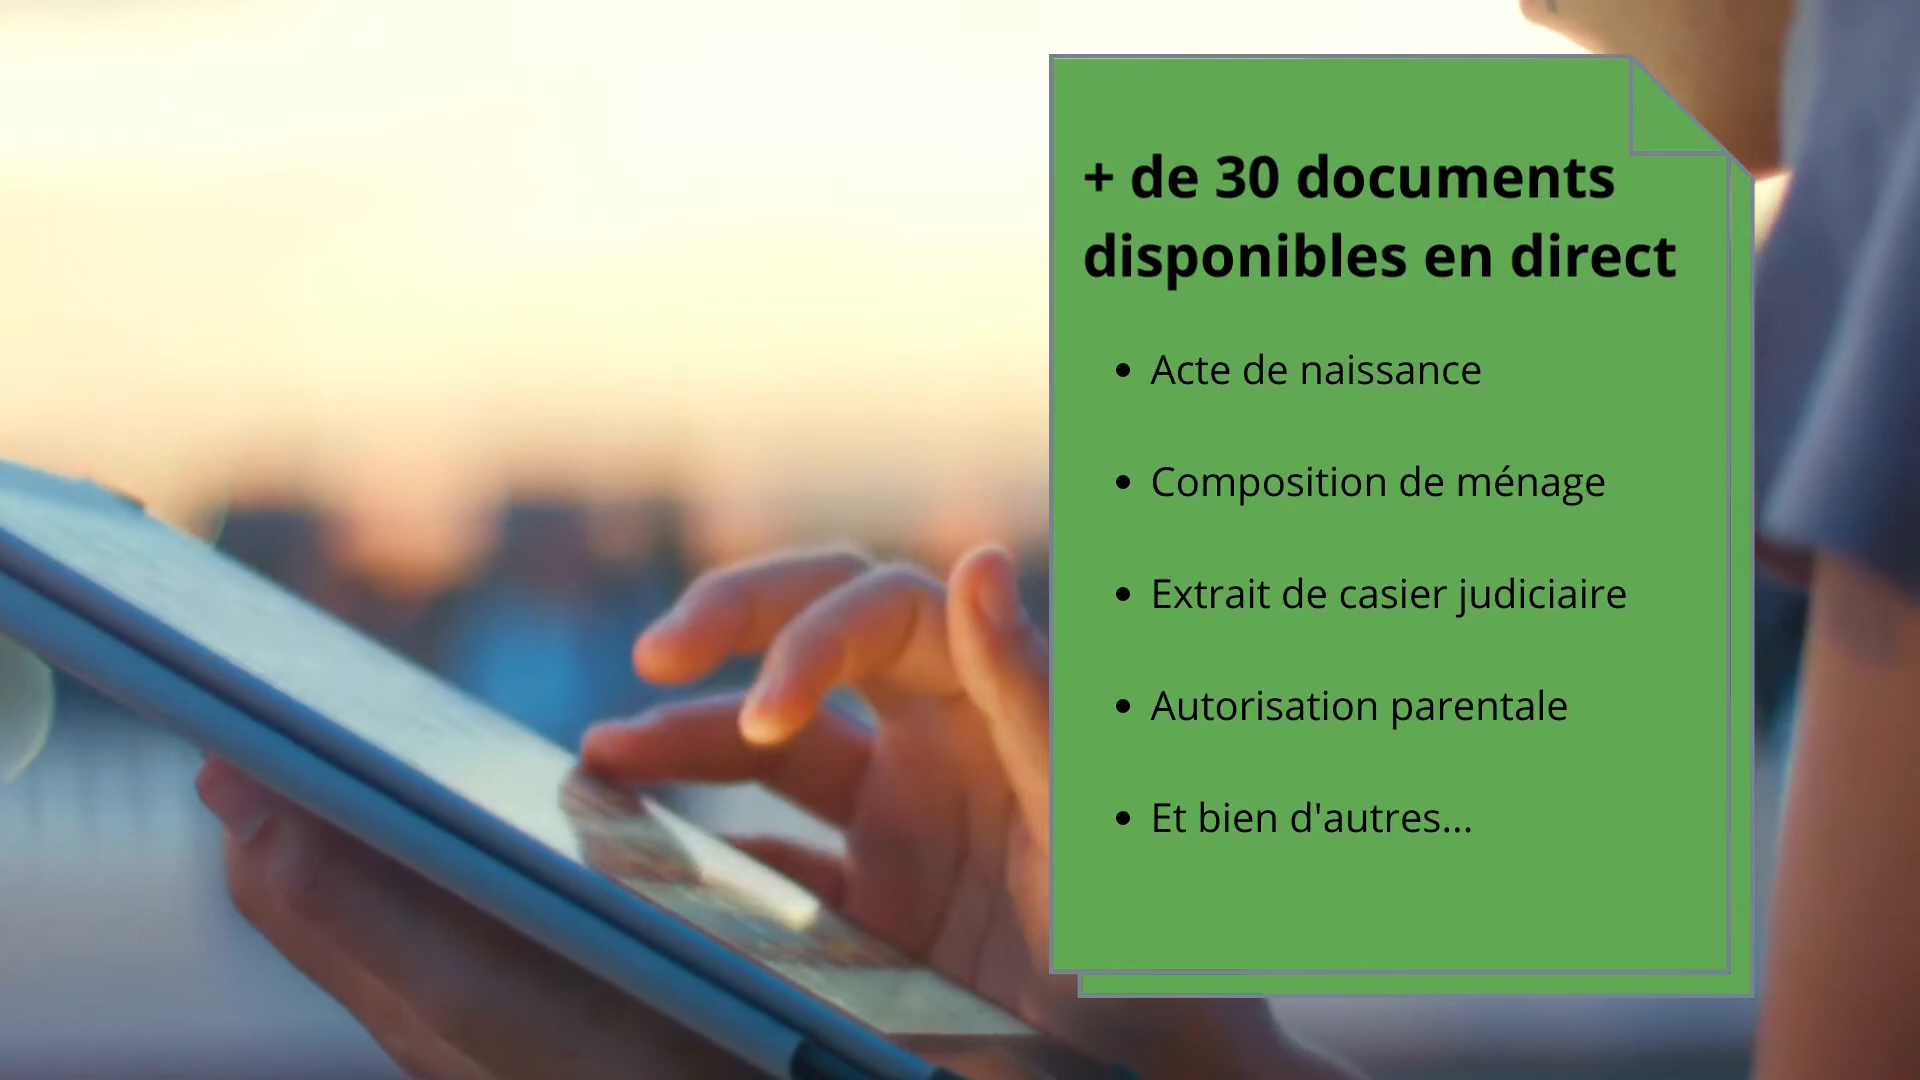 + de 30 documents
disponibles en direct
• Acte de naissance
• Composition de ménage
• Extrait de casier judiciaire
• Autorisation parentale
• Et bien d'autres...